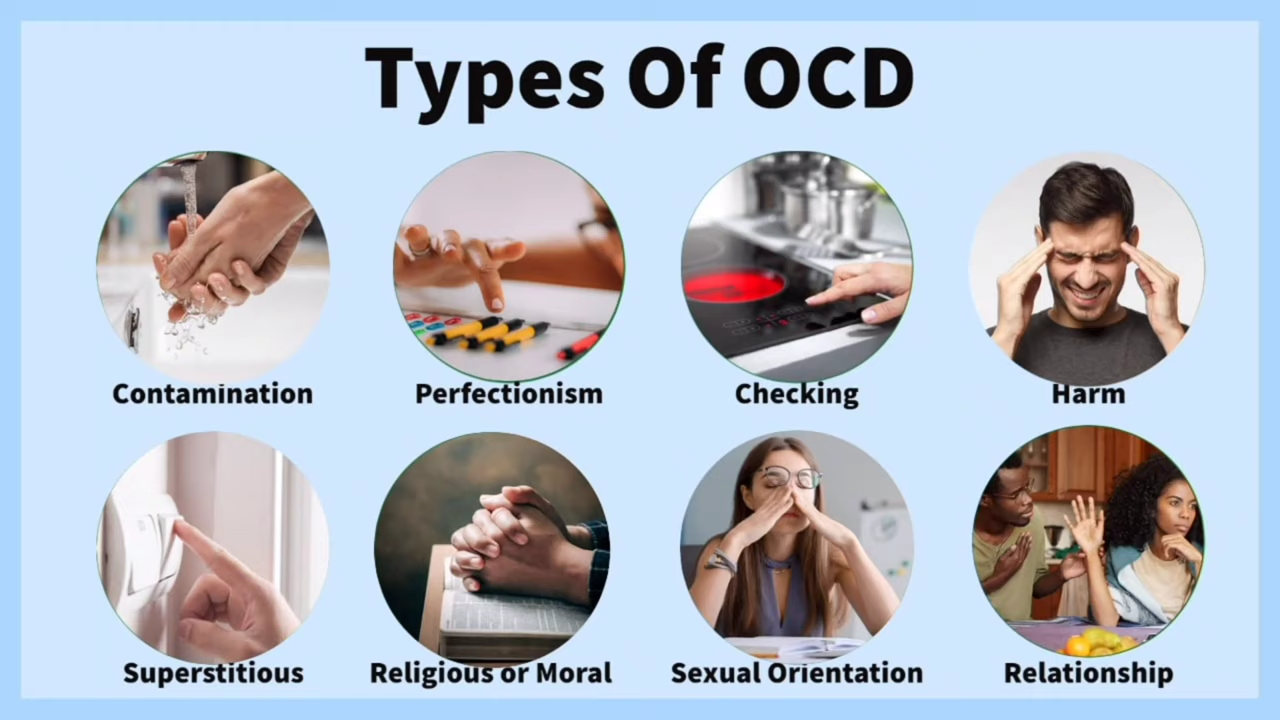 Types Of OCD
Contamination
Perfectionism
Checking
Harm
Superstitious
Religious or Moral
Sexual Orientation
Relationship